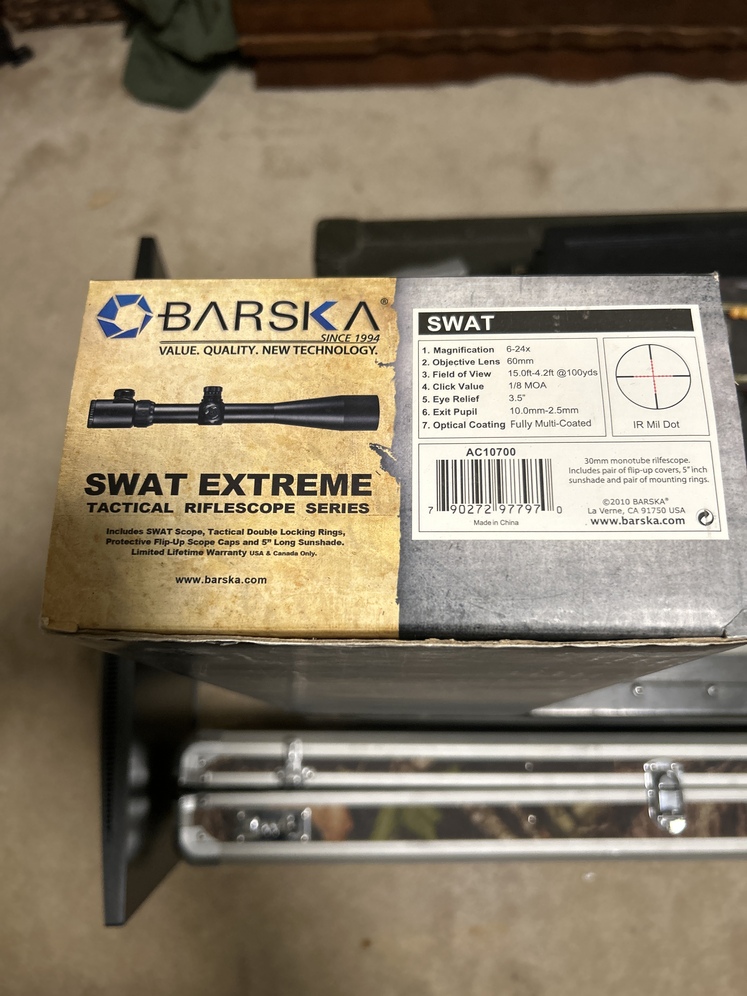 BARSKA®
SINCE 1994
VALUE. QUALITY. NEW TECHNOLOGY.
SWAT EXTREME
TACTICAL RIFLESCOPE SERIES
Includes SWAT Scope, Tactical Double Locking Rings,
Protective Flip-Up Scope Caps and 5" Long Sunshade.
Limited Lifetime Warranty USA & Canada Only.
www.barska.com
SWAT
1. Magnification 6-24x
2. Objective Lens 60mm
3. Field of View 15.0ft-4.2ft @100yds
4. Click Value 1/8 MOA
5. Eye Relief 3.5"
6. Exit Pupil 10.0mm-2.5mm
7. Optical Coating Fully Multi-Coated
IR Mil Dot
AC10700
7 90272 97797 0
Made in China
30mm monotube rilfescope.
Includes pair of flip-up covers, 5" inch
sunshade and pair of mounting rings.
©2010 BARSKA®
La Verne, CA 91750 USA
www.barska.com